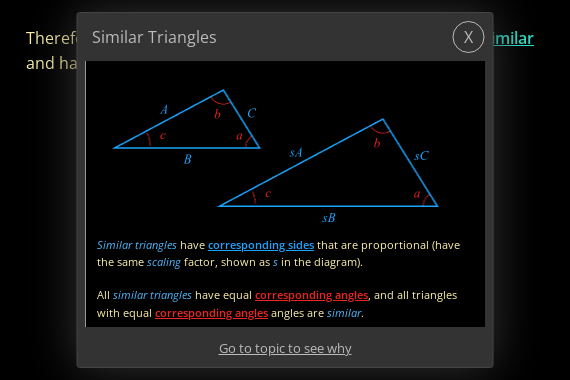 Similar Triangles
X
Theref
imilar
and ha
A
C
b
c
a
B
sA
b
sC
c
a
sB
Similar triangles have corresponding sides that are proportional (have
the same scaling factor, shown as s in the diagram).
All similar triangles have equal corresponding angles, and all triangles
with equal corresponding angles angles are similar.
Go to topic to see why